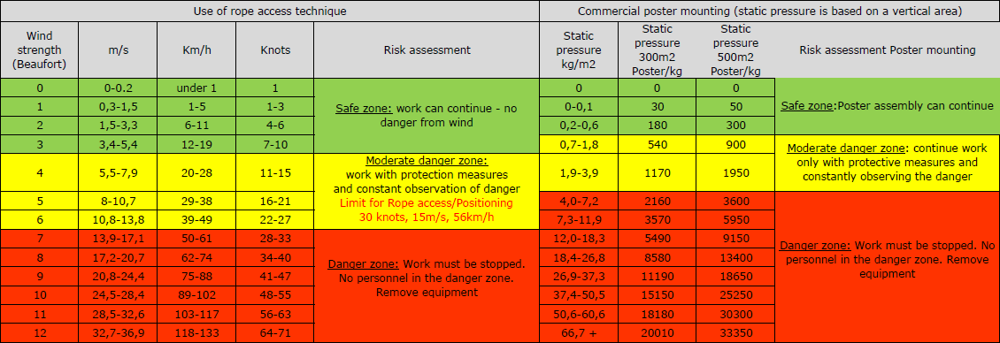 Use of rope access technique Commercial poster mounting (static pressure is based on a vertical area)
Wind strength (Beaufort) m/s Km/h Knots Risk assessment Static pressure kg/m2 Static pressure 300m2 Poster/kg Static pressure 500m2 Poster/kg Risk assessment Poster mounting
0 0-0.2 under 1 1 0 0 0
1 0,3-1,5 1-5 1-3 0-0,1 30 50
2 1,5-3,3 6-11 4-6 0,2-0,6 180 300
3 3,4-5,4 12-19 7-10 0,7-1,8 540 900
4 5,5-7,9 20-28 11-15 1,9-3,9 1170 1950
5 8-10,7 29-38 16-21 4,0-7,2 2160 3600
6 10,8-13,8 39-49 22-27 7,3-11,9 3570 5950
7 13,9-17,1 50-61 28-33 12,0-18,3 5490 9150
8 17,2-20,7 62-74 34-40 18,4-26,8 8580 13400
9 20,8-24,4 75-88 41-47 26,9-37,3 11190 18650
10 24,5-28,4 89-102 48-55 37,4-50,5 15150 25250
11 28,5-32,6 103-117 56-63 50,6-60,6 18180 30300
12 32,7-36,9 118-133 64-71 66,7 + 20010 33350
Safe zone: work can continue - no
danger from wind
Moderate danger zone:
work with protection measures
and constant observation of danger
Limit for Rope access/Positioning
30 knots, 15m/s, 56km/h
Danger zone: Work must be stopped.
No personnel in the danger zone.
Remove equipment
Safe zone:Poster assembly can continue
Moderate danger zone: continue work
only with protective measures and
constantly observing the danger
Danger zone: Work must be stopped. No
personnel in the danger zone. Remove
equipment